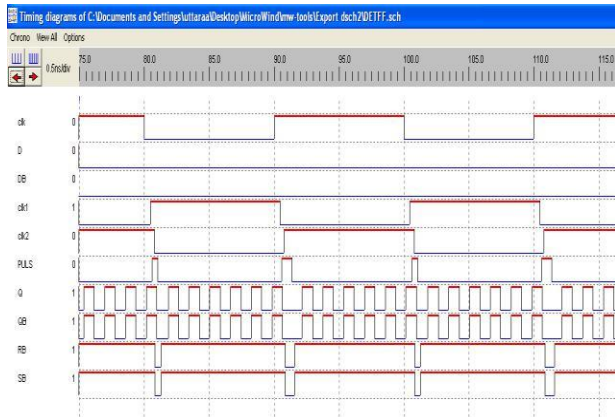 Timing diagrams of C:\Documents and Settings\uttaraa\Desktop\MicroWind\mw-tools\Export dsch2\DETFF.sch
Chrono View All Options
0.5ns/div 75.0 80.0 85.0 90.0 95.0 100.0 105.0 110.0 115.0
clk 0
D 0
DB 0
clk1 1
clk2 0
PULS 0
Q 1
QB 1
RB 1
SB 1